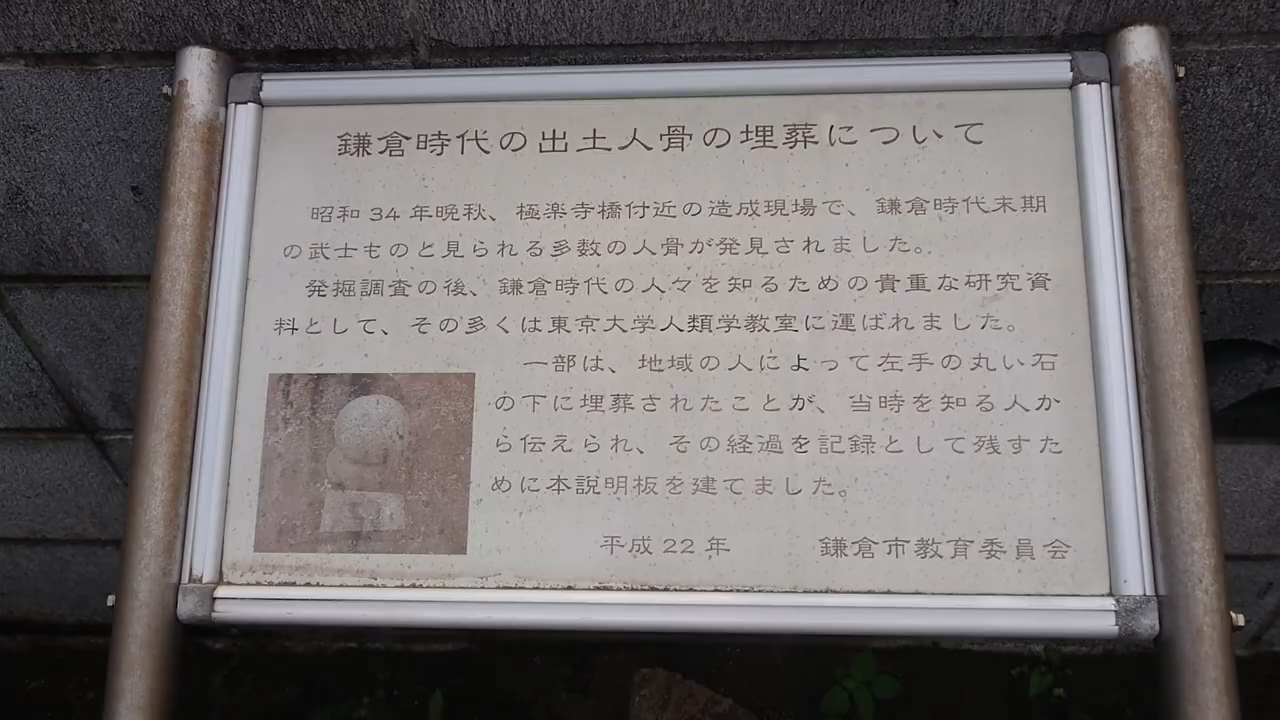 鎌倉時代の出土人骨の埋葬について
昭和34年晩秋、極楽寺橋付近の造成現場で、鎌倉時代末期
の武士ものと見られる多数の人骨が発見されました。
発掘調査の後、鎌倉時代の人々を知るための貴重な研究資
料として、その多くは東京大学人類学教室に運ばれました。
一部は、地域の人によって左手の丸い石
の下に埋葬されたことが、当時を知る人か
ら伝えられ、その経過を記録として残すた
めに本説明板を建てました。
平成22年 鎌倉市教育委員会